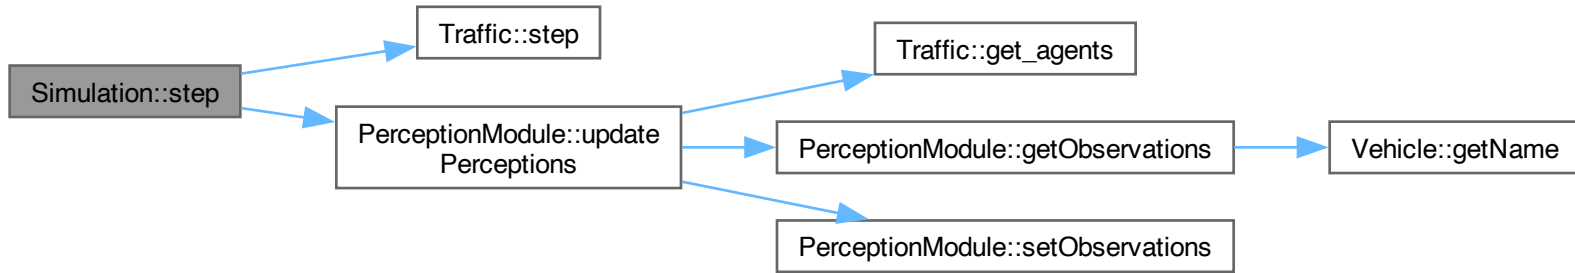 Simulation::step
Traffic::step
PerceptionModule::update
Perceptions
Traffic::get_agents
PerceptionModule::getObservations
PerceptionModule::setObservations
Vehicle::getName